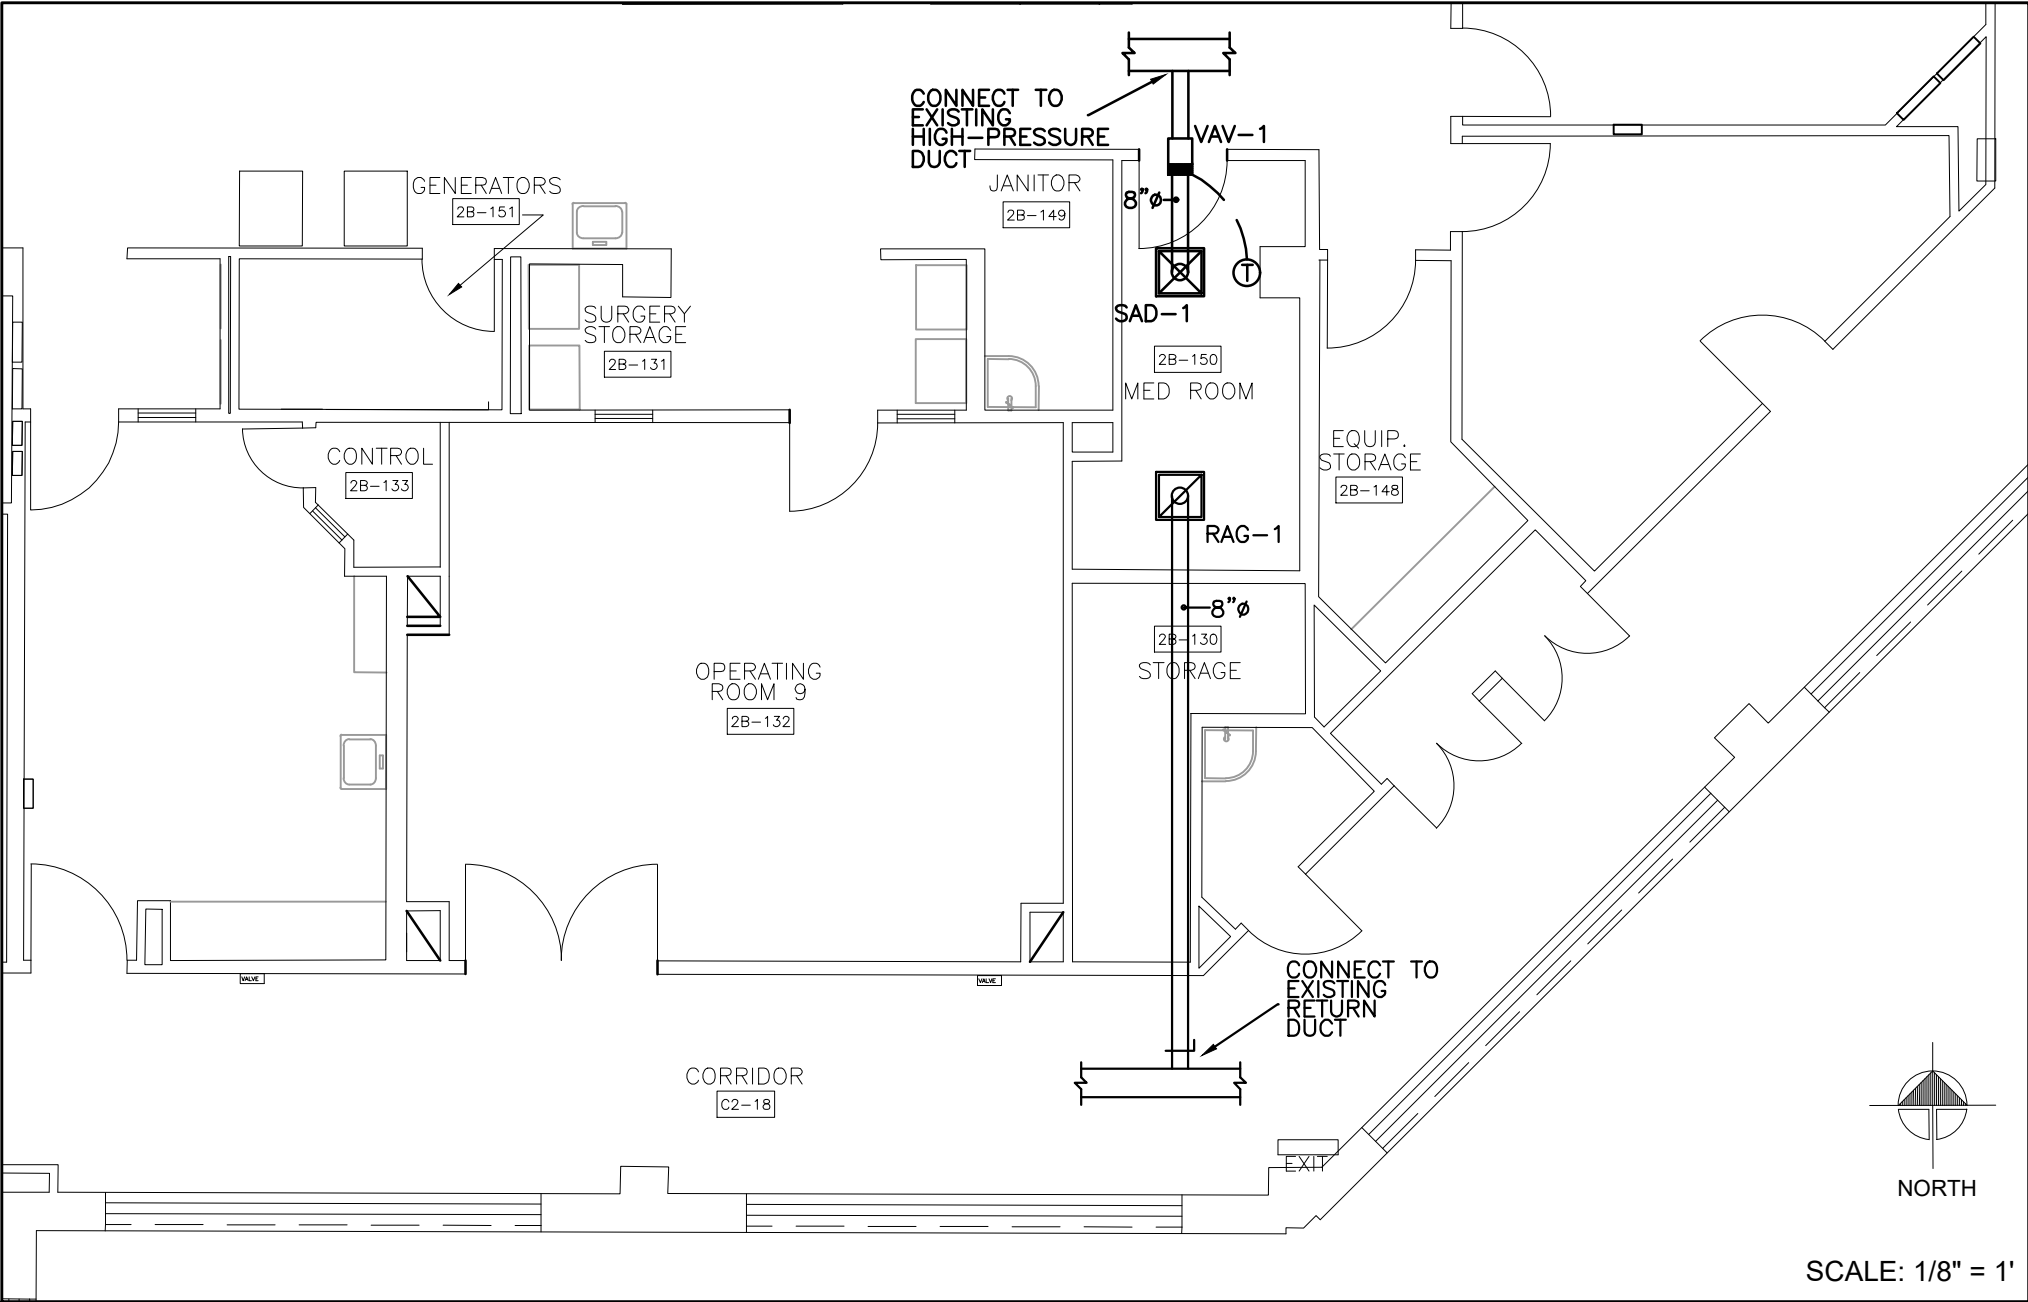 CONNECT TO
EXISTING
HIGH-PRESSURE
DUCT
VAV-1
GENERATORS
2B-151
JANITOR
2B-149
8"ø
T
SURGERY
STORAGE
2B-131
SAD-1
2B-150
MED ROOM
CONTROL
2B-133
EQUIP.
STORAGE
2B-148
RAG-1
8"ø
2B-130
STORAGE
OPERATING
ROOM 9
2B-132
VALVE
VALVE
CONNECT TO
EXISTING
RETURN
DUCT
CORRIDOR
C2-18
EXIT
NORTH
SCALE: 1/8" = 1'